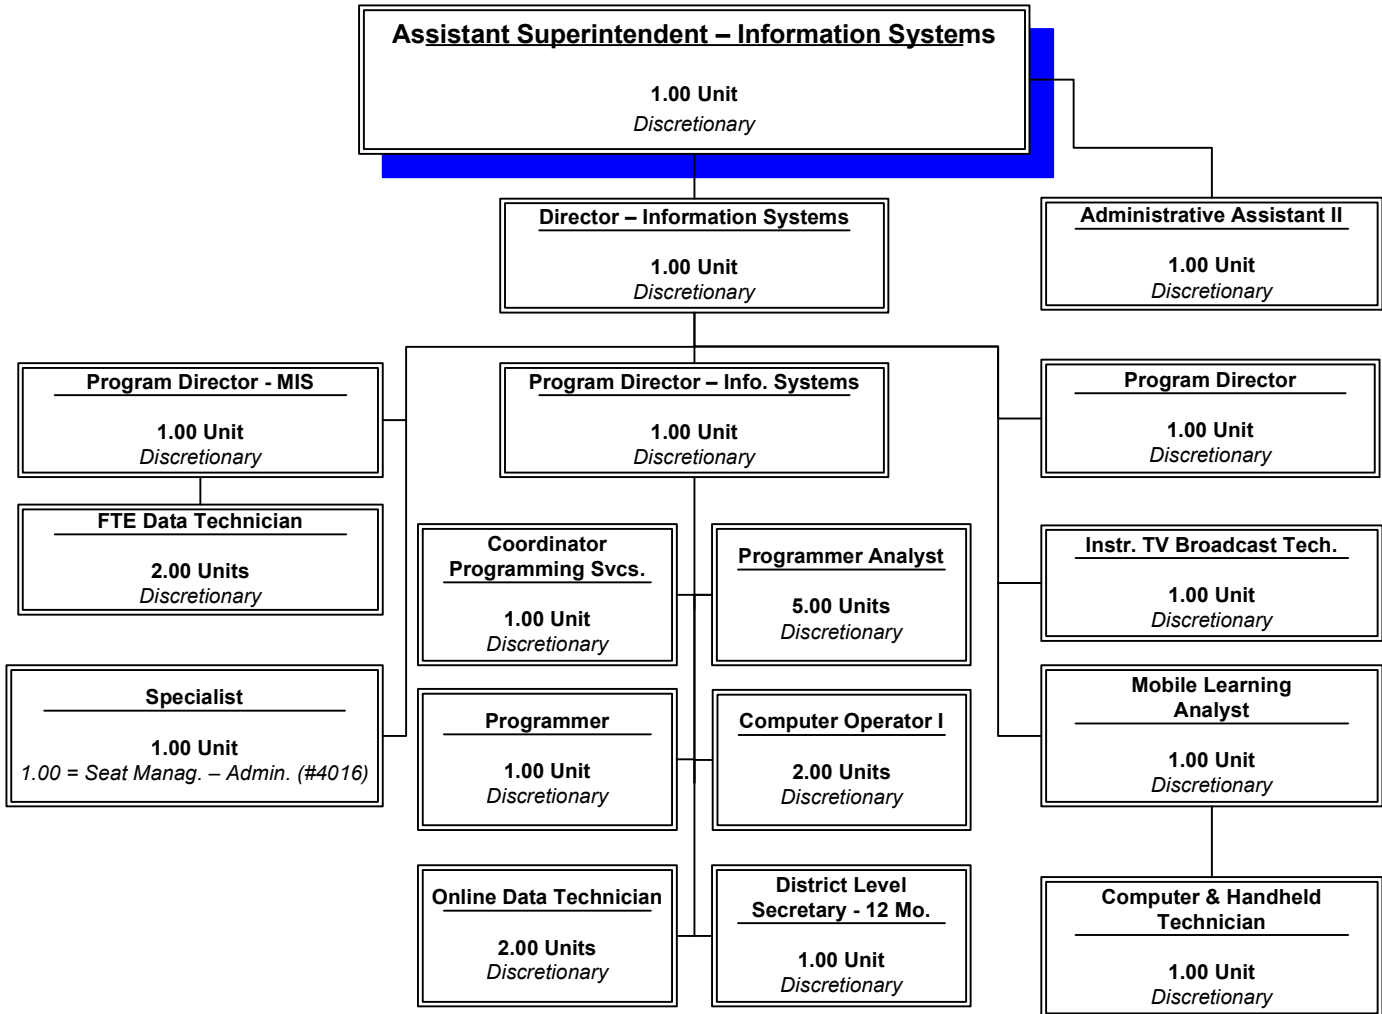 Assistant Superintendent – Information Systems
1.00 Unit
Discretionary
Director – Information Systems
1.00 Unit
Discretionary
Administrative Assistant II
1.00 Unit
Discretionary
Program Director - MIS
1.00 Unit
Discretionary
Program Director – Info. Systems
1.00 Unit
Discretionary
Program Director
1.00 Unit
Discretionary
FTE Data Technician
2.00 Units
Discretionary
Coordinator
Programming Svcs.
1.00 Unit
Discretionary
Programmer Analyst
5.00 Units
Discretionary
Instr. TV Broadcast Tech.
1.00 Unit
Discretionary
Specialist
1.00 Unit
1.00 = Seat Manag. – Admin. (#4016)
Programmer
1.00 Unit
Discretionary
Computer Operator I
2.00 Units
Discretionary
Mobile Learning
Analyst
1.00 Unit
Discretionary
Online Data Technician
2.00 Units
Discretionary
District Level
Secretary - 12 Mo.
1.00 Unit
Discretionary
Computer & Handheld
Technician
1.00 Unit
Discretionary